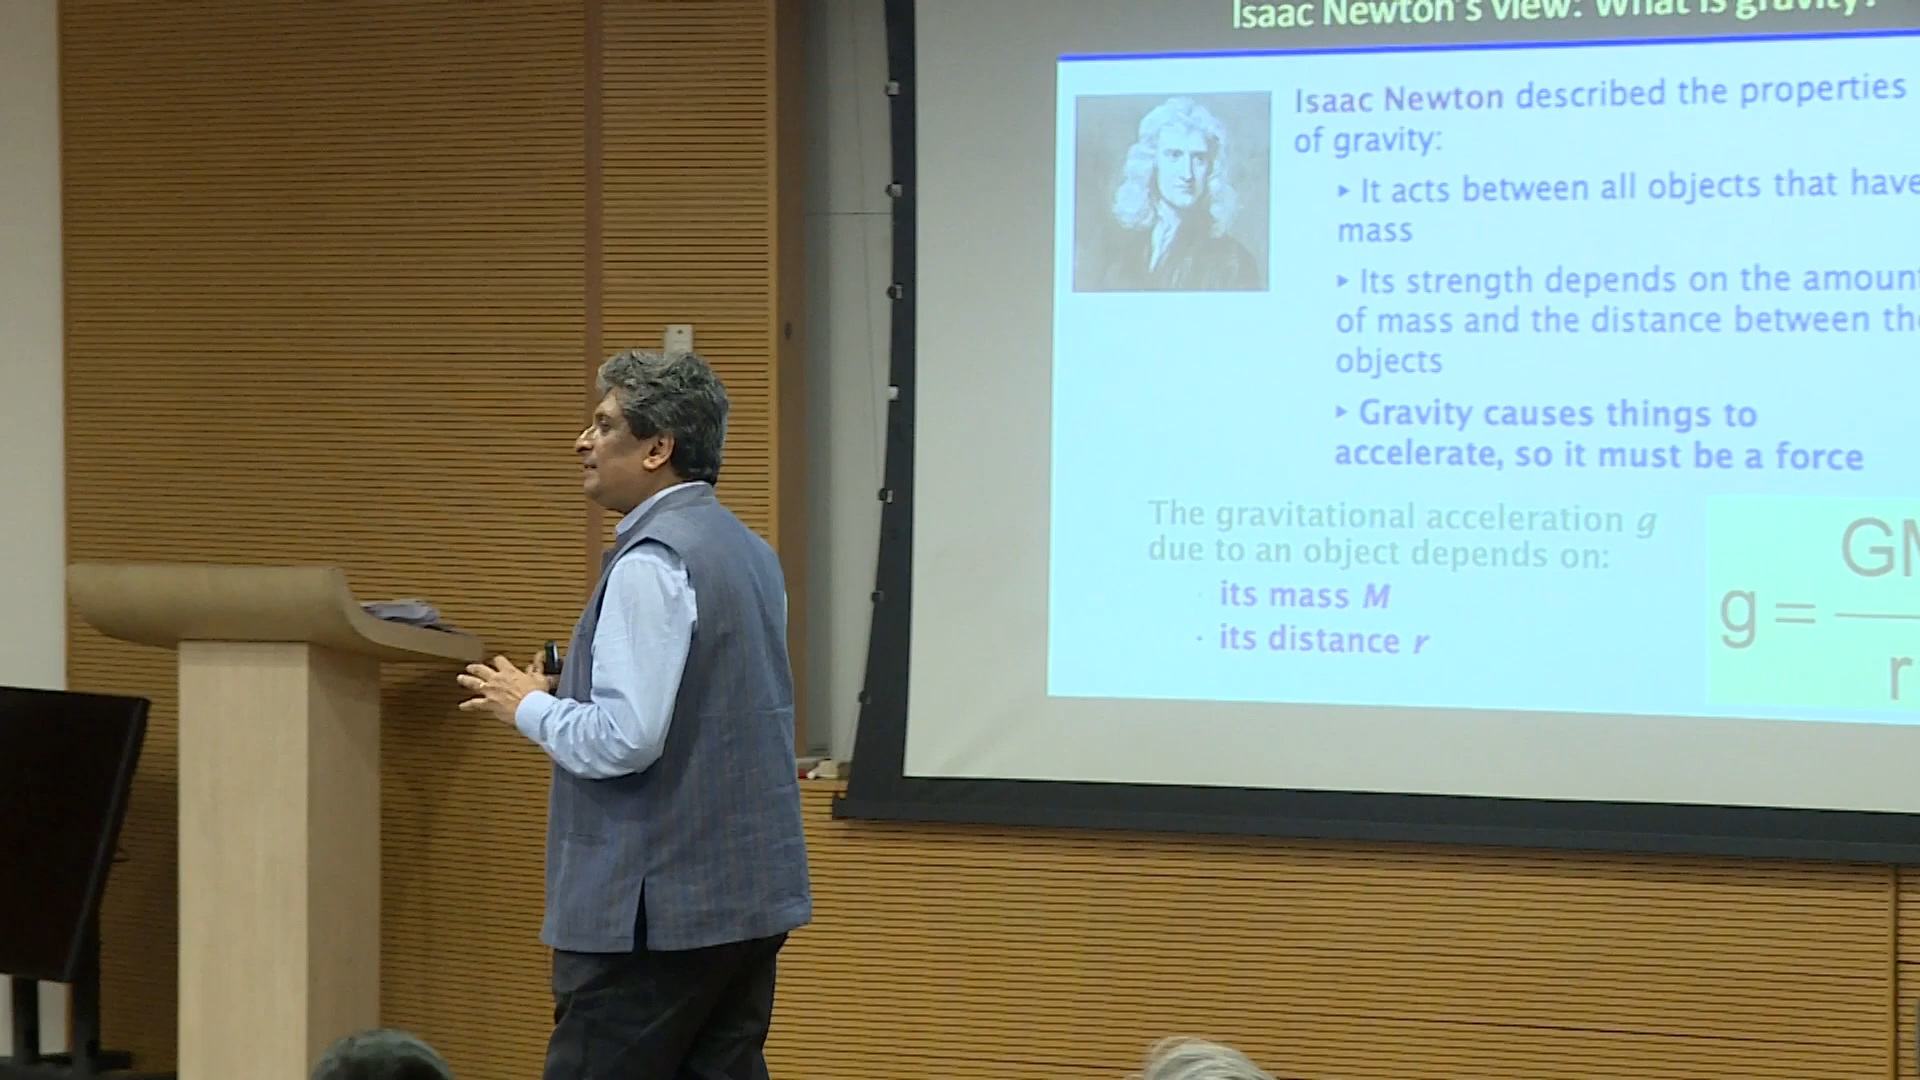 Isaac Newton's view: What is gravity?
Isaac Newton described the properties
of gravity:
▸ It acts between all objects that have
mass
▸ Its strength depends on the amount
of mass and the distance between the
objects
▸ Gravity causes things to
accelerate, so it must be a force
The gravitational acceleration g
due to an object depends on:
· its mass M
· its distance r
g = GM
r